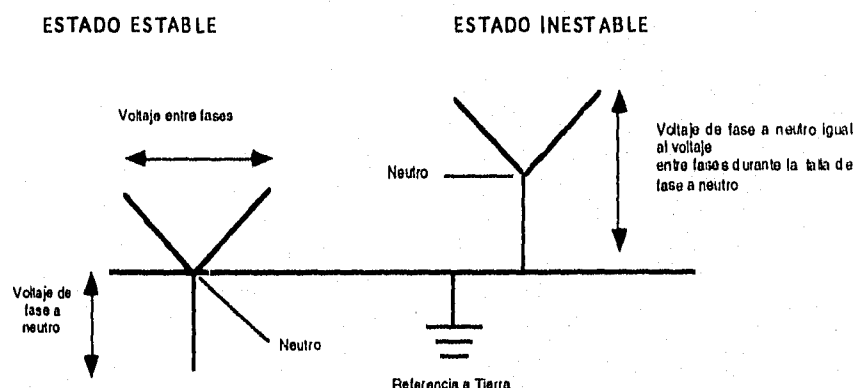 ESTADO ESTABLE
ESTADO INESTABLE
Voltaje entre fases
Voltaje de fase a neutro igual
al voltaje
entre fases durante la falla de
fase a neutro
Neutro
Voltaje de
fase a
neutro
Neutro
Referencia a Tierra